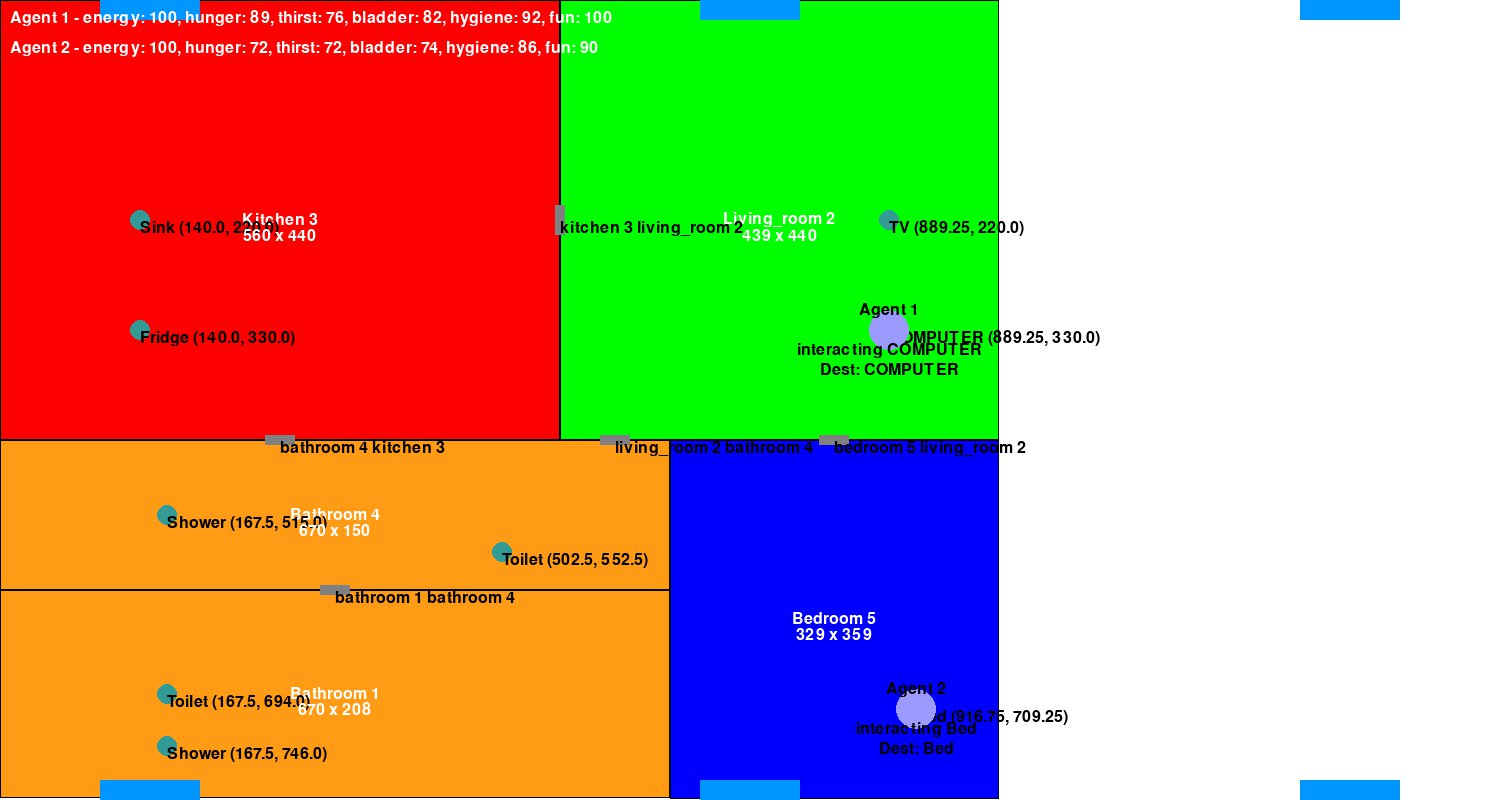 Agent 1 - energy: 100, hunger: 89, thirst: 76, bladder: 82, hygiene: 92, fun: 100
Agent 2 - energy: 100, hunger: 72, thirst: 72, bladder: 74, hygiene: 86, fun: 90
Kitchen 3
560 x 440
Sink (140.0, 220.0)
kitchen 3 living_room 2
Living_room 2
439 x 440
TV (889.25, 220.0)
Agent 1
Fridge (140.0, 330.0)
OMPUTER (889.25, 330.0)
interacting COMPUTER
Dest: COMPUTER
bathroom 4 kitchen 3
living_room 2 bathroom 4
bedroom 5 living_room 2
Bathroom 4
670 x 150
Shower (167.5, 515.0)
Toilet (502.5, 552.5)
bathroom 1 bathroom 4
Bedroom 5
329 x 359
Bathroom 1
670 x 208
Toilet (167.5, 694.0)
Agent 2
(916.75, 709.25)
interacting Bed
Dest: Bed
Shower (167.5, 746.0)